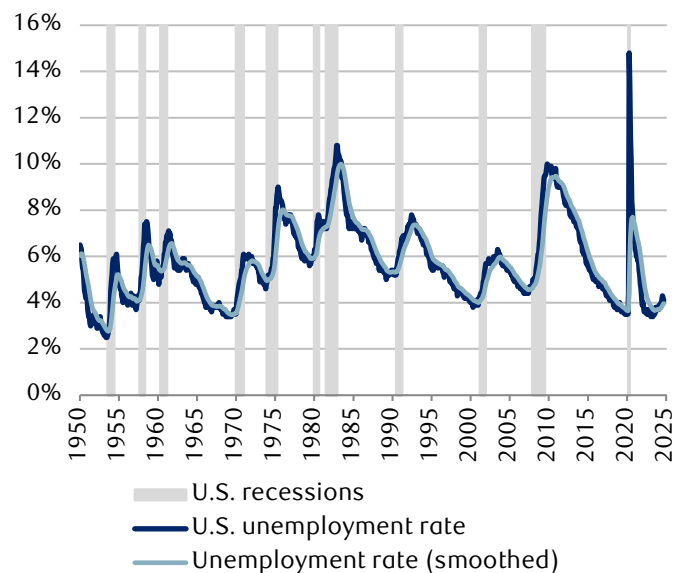 16%
14%
12%
10%
8%
6%
4%
2%
0%
1950 1955 1960 1965 1970 1975 1980 1985 1990 1995 2000 2005 2010 2015 2020 2025
U.S. recessions
U.S. unemployment rate
Unemployment rate (smoothed)